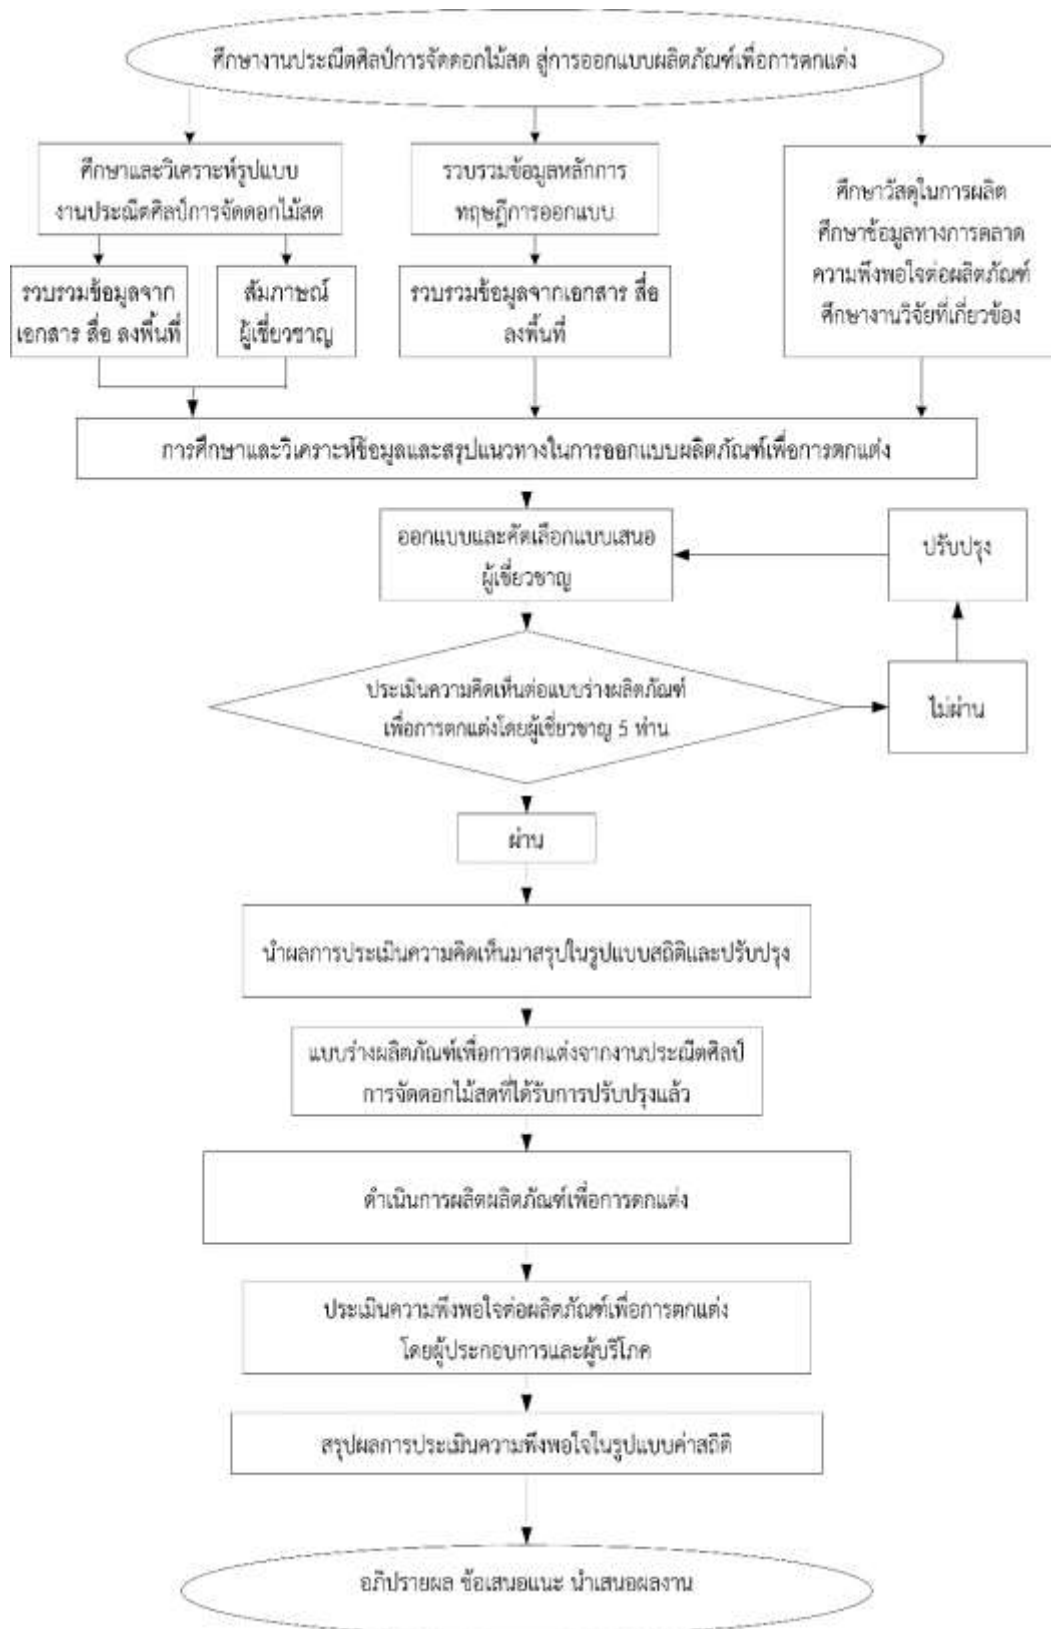 ศึกษางานประณีตศิลป์การจัดดอกไม้สด สู่การออกแบบผลิตภัณฑ์เพื่อการตกแต่ง
ศึกษาและวิเคราะห์รูปแบบ
งานประณีตศิลป์การจัดดอกไม้สด
รวบรวมข้อมูลหลักการ
ทฤษฎีการออกแบบ
ศึกษาวัสดุในการผลิต
ศึกษาข้อมูลทางการตลาด
ความพึงพอใจต่อผลิตภัณฑ์
ศึกษางานวิจัยที่เกี่ยวข้อง
รวบรวมข้อมูลจาก
เอกสาร สื่อ ลงพื้นที่
สัมภาษณ์
ผู้เชี่ยวชาญ
รวบรวมข้อมูลจากเอกสาร สื่อ
ลงพื้นที่
การศึกษาและวิเคราะห์ข้อมูลและสรุปแนวทางในการออกแบบผลิตภัณฑ์เพื่อการตกแต่ง
ออกแบบและคัดเลือกแบบเสนอ
ผู้เชี่ยวชาญ
ปรับปรุง
ประเมินความคิดเห็นต่อแบบร่างผลิตภัณฑ์
เพื่อการตกแต่งโดยผู้เชี่ยวชาญ 5 ท่าน
ไม่ผ่าน
ผ่าน
นำผลการประเมินความคิดเห็นมาสรุปในรูปแบบสถิติและปรับปรุง
แบบร่างผลิตภัณฑ์เพื่อการตกแต่งจากงานประณีตศิลป์
การจัดดอกไม้สดที่ได้รับการปรับปรุงแล้ว
ดำเนินการผลิตผลิตภัณฑ์เพื่อการตกแต่ง
ประเมินความพึงพอใจต่อผลิตภัณฑ์เพื่อการตกแต่ง
โดยผู้ประกอบการและผู้บริโภค
สรุปผลการประเมินความพึงพอใจในรูปแบบค่าสถิติ
อภิปรายผล ข้อเสนอแนะ นำเสนอผลงาน